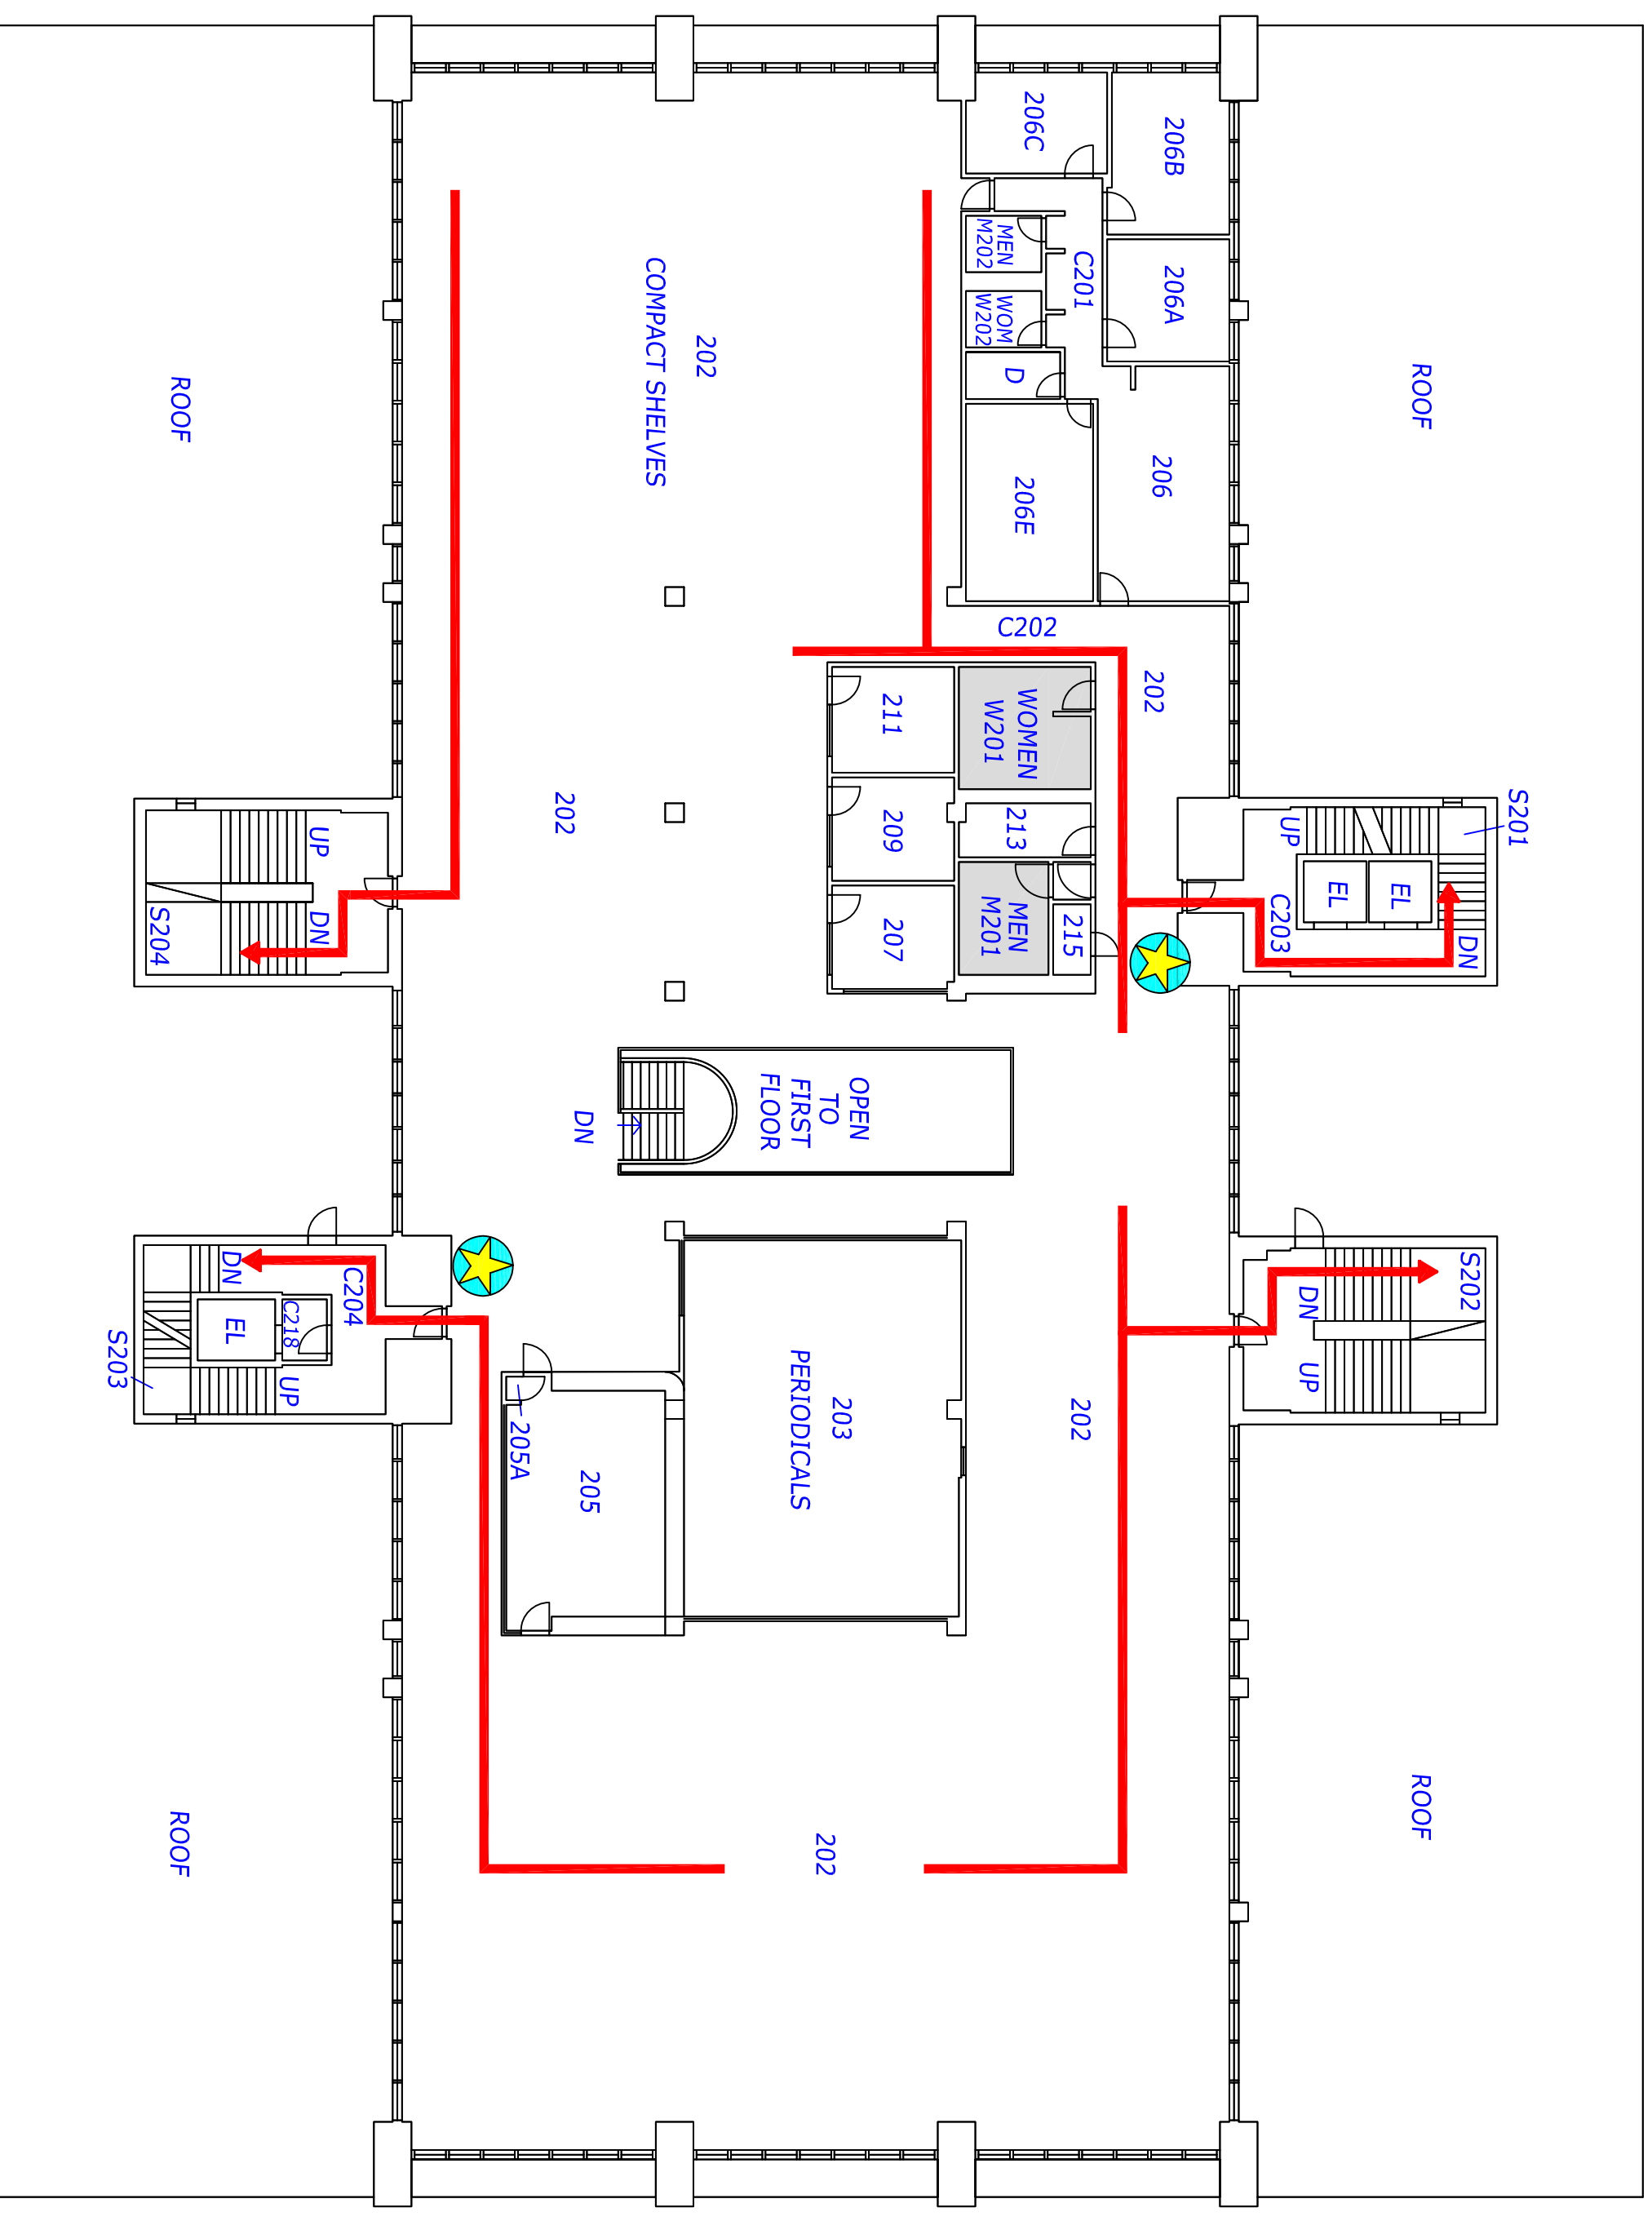 ROOF
ROOF
206B
206A
206
206C
C201
MEN
M202
WOM
W202
D
206E
202
COMPACT SHELVES
C202
202
WOMEN
W201
211
213
209
MEN
M201
215
207
202
S201
UP
EL
EL
C203
DN
UP
DN
S204
OPEN
TO
FIRST
FLOOR
DN
S202
DN
UP
202
203
PERIODICALS
205
205A
DN
C204
C218
EL
UP
S203
202
ROOF
ROOF